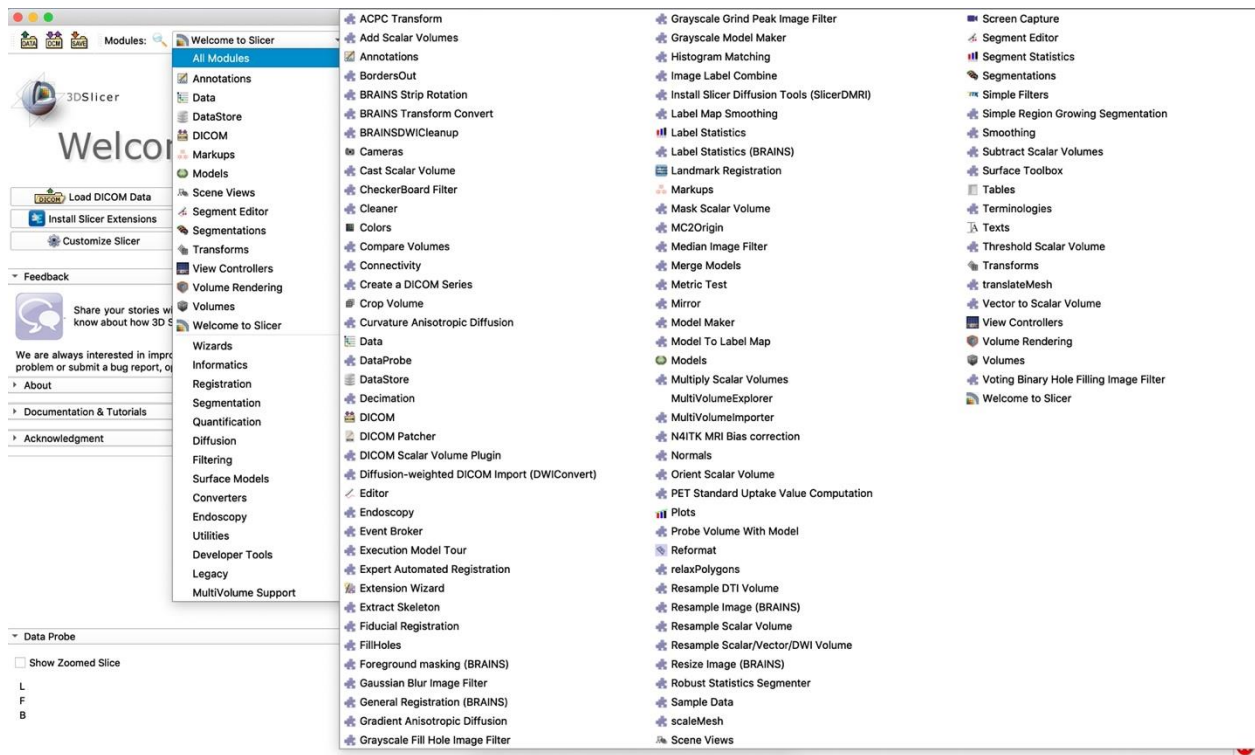 DATA DCM SAVE Modules: Welcome to Slicer
3DSlicer
Welco
DICOM Load DICOM Data
Install Slicer Extensions
Customize Slicer
Feedback
Share your stories wi
know about how 3D S
We are always interested in impro
problem or submit a bug report, o
About
Documentation & Tutorials
Acknowledgment
Data Probe
Show Zoomed Slice
L
F
B
All Modules
Annotations
Data
DataStore
DICOM
Markups
Models
Scene Views
Segment Editor
Segmentations
Transforms
View Controllers
Volume Rendering
Volumes
Welcome to Slicer
Wizards
Informatics
Registration
Segmentation
Quantification
Diffusion
Filtering
Surface Models
Converters
Endoscopy
Utilities
Developer Tools
Legacy
MultiVolume Support
ACPC Transform
Add Scalar Volumes
Annotations
BordersOut
BRAINS Strip Rotation
BRAINS Transform Convert
BRAINSDWICleanup
Cameras
Cast Scalar Volume
CheckerBoard Filter
Cleaner
Colors
Compare Volumes
Connectivity
Create a DICOM Series
Crop Volume
Curvature Anisotropic Diffusion
Data
DataProbe
DataStore
Decimation
DICOM
DICOM Patcher
DICOM Scalar Volume Plugin
Diffusion-weighted DICOM Import (DWIConvert)
Editor
Endoscopy
Event Broker
Execution Model Tour
Expert Automated Registration
Extension Wizard
Extract Skeleton
Fiducial Registration
FillHoles
Foreground masking (BRAINS)
Gaussian Blur Image Filter
General Registration (BRAINS)
Gradient Anisotropic Diffusion
Grayscale Fill Hole Image Filter
Grayscale Grind Peak Image Filter
Grayscale Model Maker
Histogram Matching
Image Label Combine
Install Slicer Diffusion Tools (SlicerDMRI)
Label Map Smoothing
Label Statistics
Label Statistics (BRAINS)
Landmark Registration
Markups
Mask Scalar Volume
MC2Origin
Median Image Filter
Merge Models
Metric Test
Mirror
Model Maker
Model To Label Map
Models
Multiply Scalar Volumes
MultiVolumeExplorer
MultiVolumeImporter
N4ITK MRI Bias correction
Normals
Orient Scalar Volume
PET Standard Uptake Value Computation
Plots
Probe Volume With Model
Reformat
relaxPolygons
Resample DTI Volume
Resample Image (BRAINS)
Resample Scalar Volume
Resample Scalar/Vector/DWI Volume
Resize Image (BRAINS)
Robust Statistics Segmenter
Sample Data
scaleMesh
Scene Views
Screen Capture
Segment Editor
Segment Statistics
Segmentations
Simple Filters
Simple Region Growing Segmentation
Smoothing
Subtract Scalar Volumes
Surface Toolbox
Tables
Terminologies
Texts
Threshold Scalar Volume
Transforms
translateMesh
Vector to Scalar Volume
View Controllers
Volume Rendering
Volumes
Voting Binary Hole Filling Image Filter
Welcome to Slicer